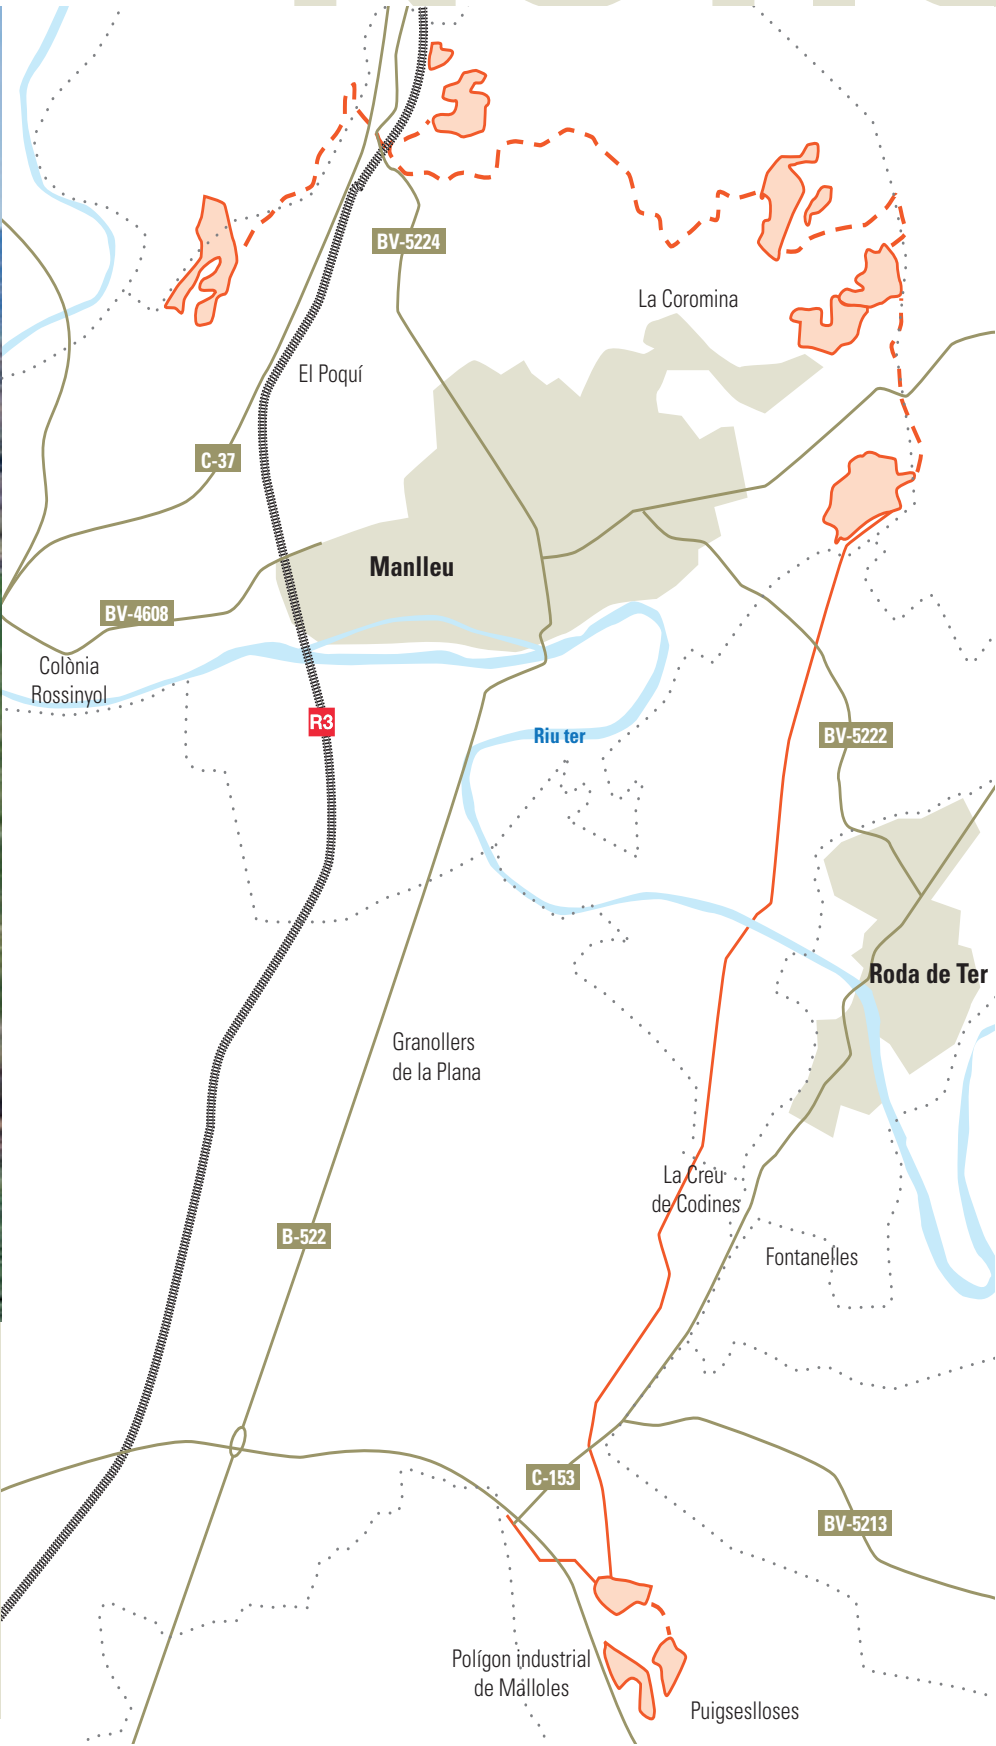 BV-5224
La Coromina
El Poquí
C-37
Manlleu
BV-4608
Colònia
Rossinyol
R3
Riu ter
BV-5222
Roda de Ter
Granollers
de la Plana
La Creu
de Codines
B-522
Fontanelles
C-153
BV-5213
Polígon industrial
de Malloles
Puigseslloses